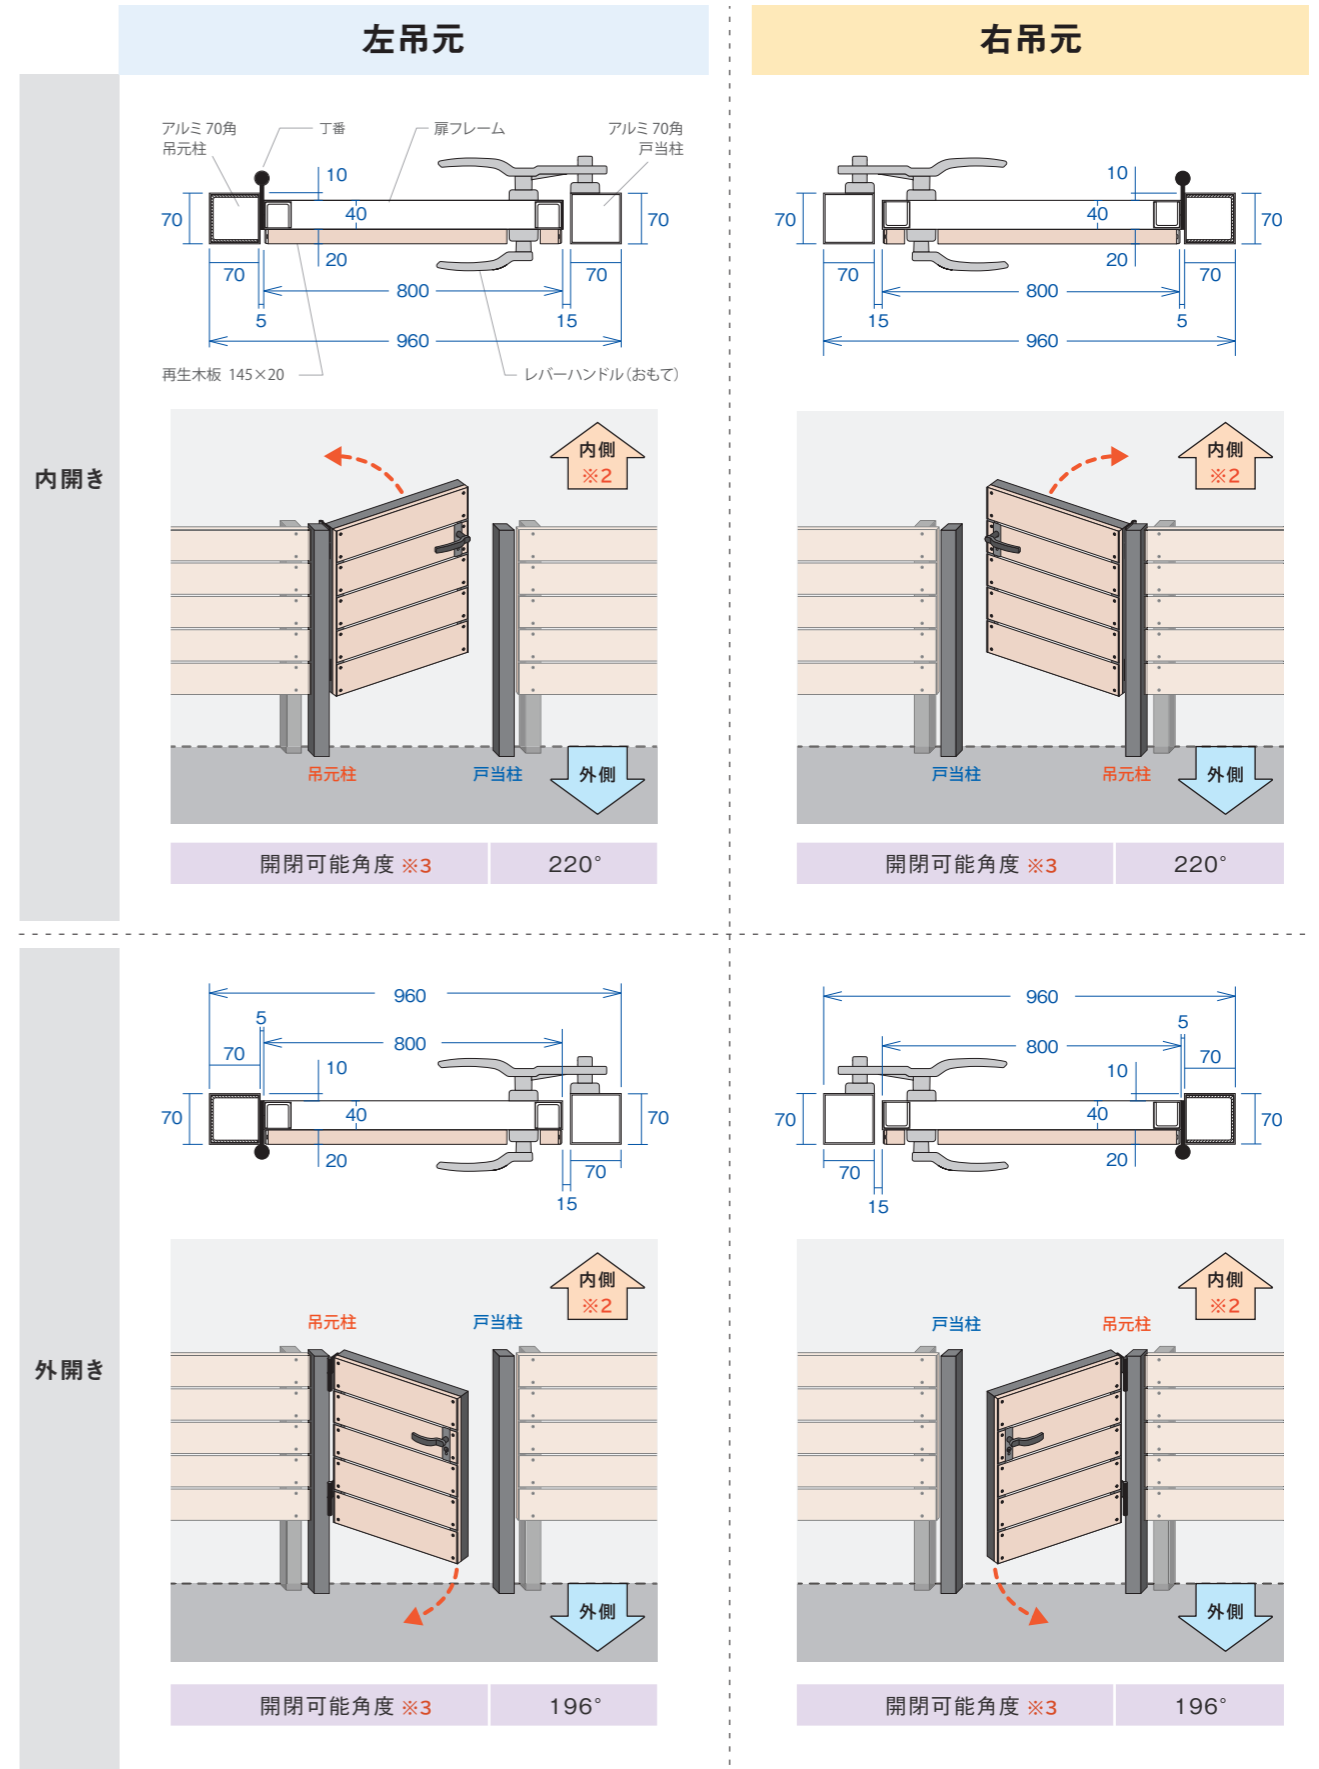 左吊元
右吊元
内開き
アルミ 70角
吊元柱
丁番
扉フレーム
アルミ 70角
戸当柱
10
70
40
70
20
70
70
800
5
15
960
再生木板 145×20
レバーハンドル（おもて）
10
70
40
70
20
70
70
800
15
5
960
内側
※2
吊元柱
戸当柱
外側
内側
※2
戸当柱
吊元柱
外側
開閉可能角度 ※3
220°
開閉可能角度 ※3
220°
外開き
960
5
800
70
10
70
40
70
20
70
15
960
5
800
70
10
70
40
70
20
70
15
内側
※2
吊元柱
戸当柱
外側
内側
※2
戸当柱
吊元柱
外側
開閉可能角度 ※3
196°
開閉可能角度 ※3
196°